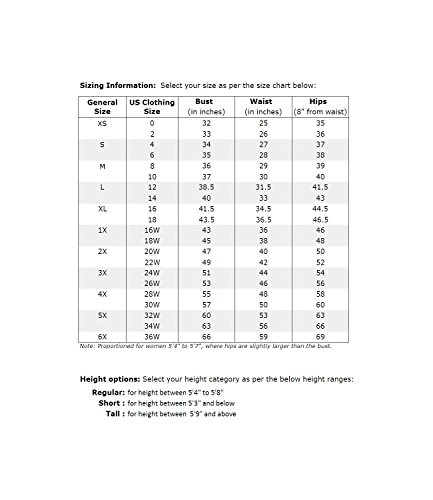 Sizing Information: Select your size as per the size chart below:
General Size US Clothing Size Bust (in inches) Waist (in inches) Hips (8" from waist)
XS 0 32 25 35
2 33 26 36
S 4 34 27 37
6 35 28 38
M 8 36 29 39
10 37 30 40
L 12 38.5 31.5 41.5
14 40 33 43
XL 16 41.5 34.5 44.5
18 43.5 36.5 46.5
1X 16W 43 36 46
18W 45 38 48
2X 20W 47 40 50
22W 49 42 52
3X 24W 51 44 54
26W 53 46 56
4X 28W 55 48 58
30W 57 50 60
5X 32W 60 53 63
34W 63 56 66
6X 36W 66 59 69
Note: Proportioned for women 5'4" to 5'7", where hips are slightly larger than the bust.
Height options: Select your height category as per the below height ranges:
Regular: for height between 5'4" to 5'8"
Short : for height between 5'3" and below
Tall : for height between 5'9" and above